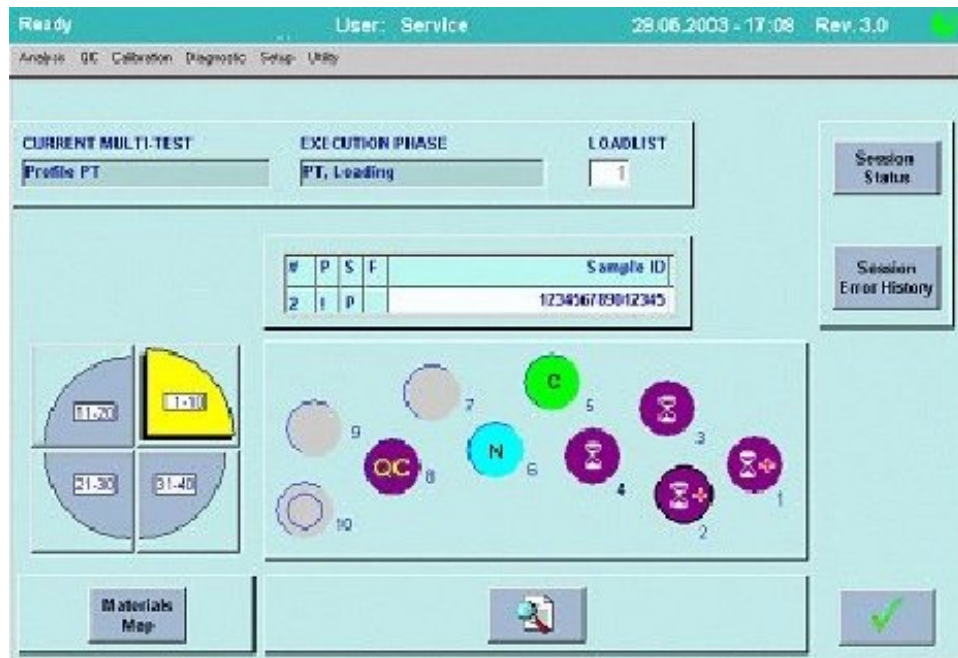 Ready User: Service 28.06.2003 - 17:08 Rev. 3.0
Analysis QC Calibration Diagnostic Setup Utility
CURRENT MULTI-TEST EXECUTION PHASE LOADLIST
Profile PT PT, Loading 1
Session
Status
# P S F Sample ID
2 ! P 123456789012345
Session
Error History
11-20 1-10
21-30 31-40
C
5
7
3
9
N
6
QC
8
4
1
2
10
Materials
Map